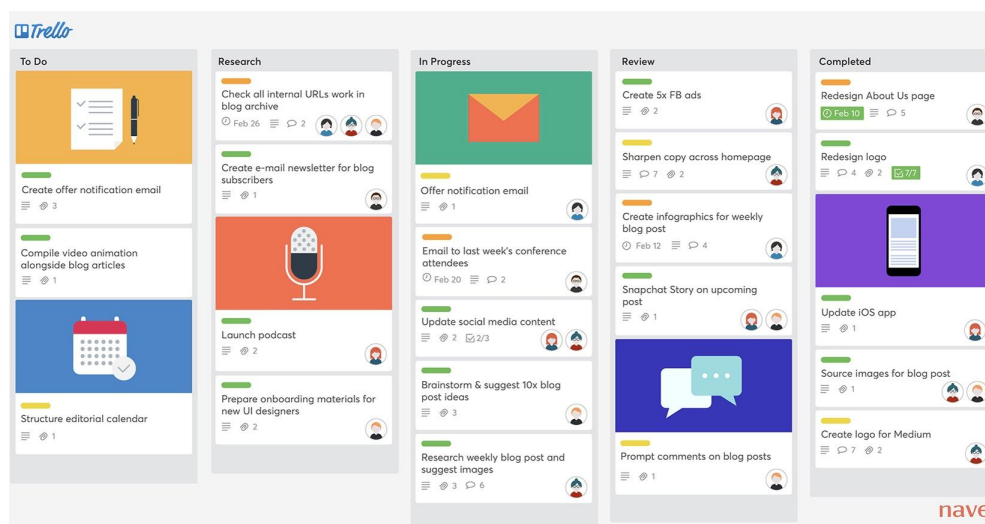 Trello
To Do
Create offer notification email
3
Compile video animation
alongside blog articles
1
Structure editorial calendar
1
Research
Check all internal URLs work in
blog archive
Feb 26 2
Create e-mail newsletter for blog
subscribers
1
Launch podcast
2
Prepare onboarding materials for
new UI designers
2
In Progress
Offer notification email
1
Email to last week's conference
attendees
Feb 20 2
Update social media content
2 2/3
Brainstorm & suggest 10x blog
post ideas
3
Research weekly blog post and
suggest images
3 6
Review
Create 5x FB ads
2
Sharpen copy across homepage
7 2
Create infographics for weekly
blog post
Feb 12 4
Snapchat Story on upcoming
post
1
Prompt comments on blog posts
1
Completed
Redesign About Us page
Feb 10 5
Redesign logo
4 2 7/7
Update iOS app
1
Source images for blog post
1
Create logo for Medium
7 2
nave